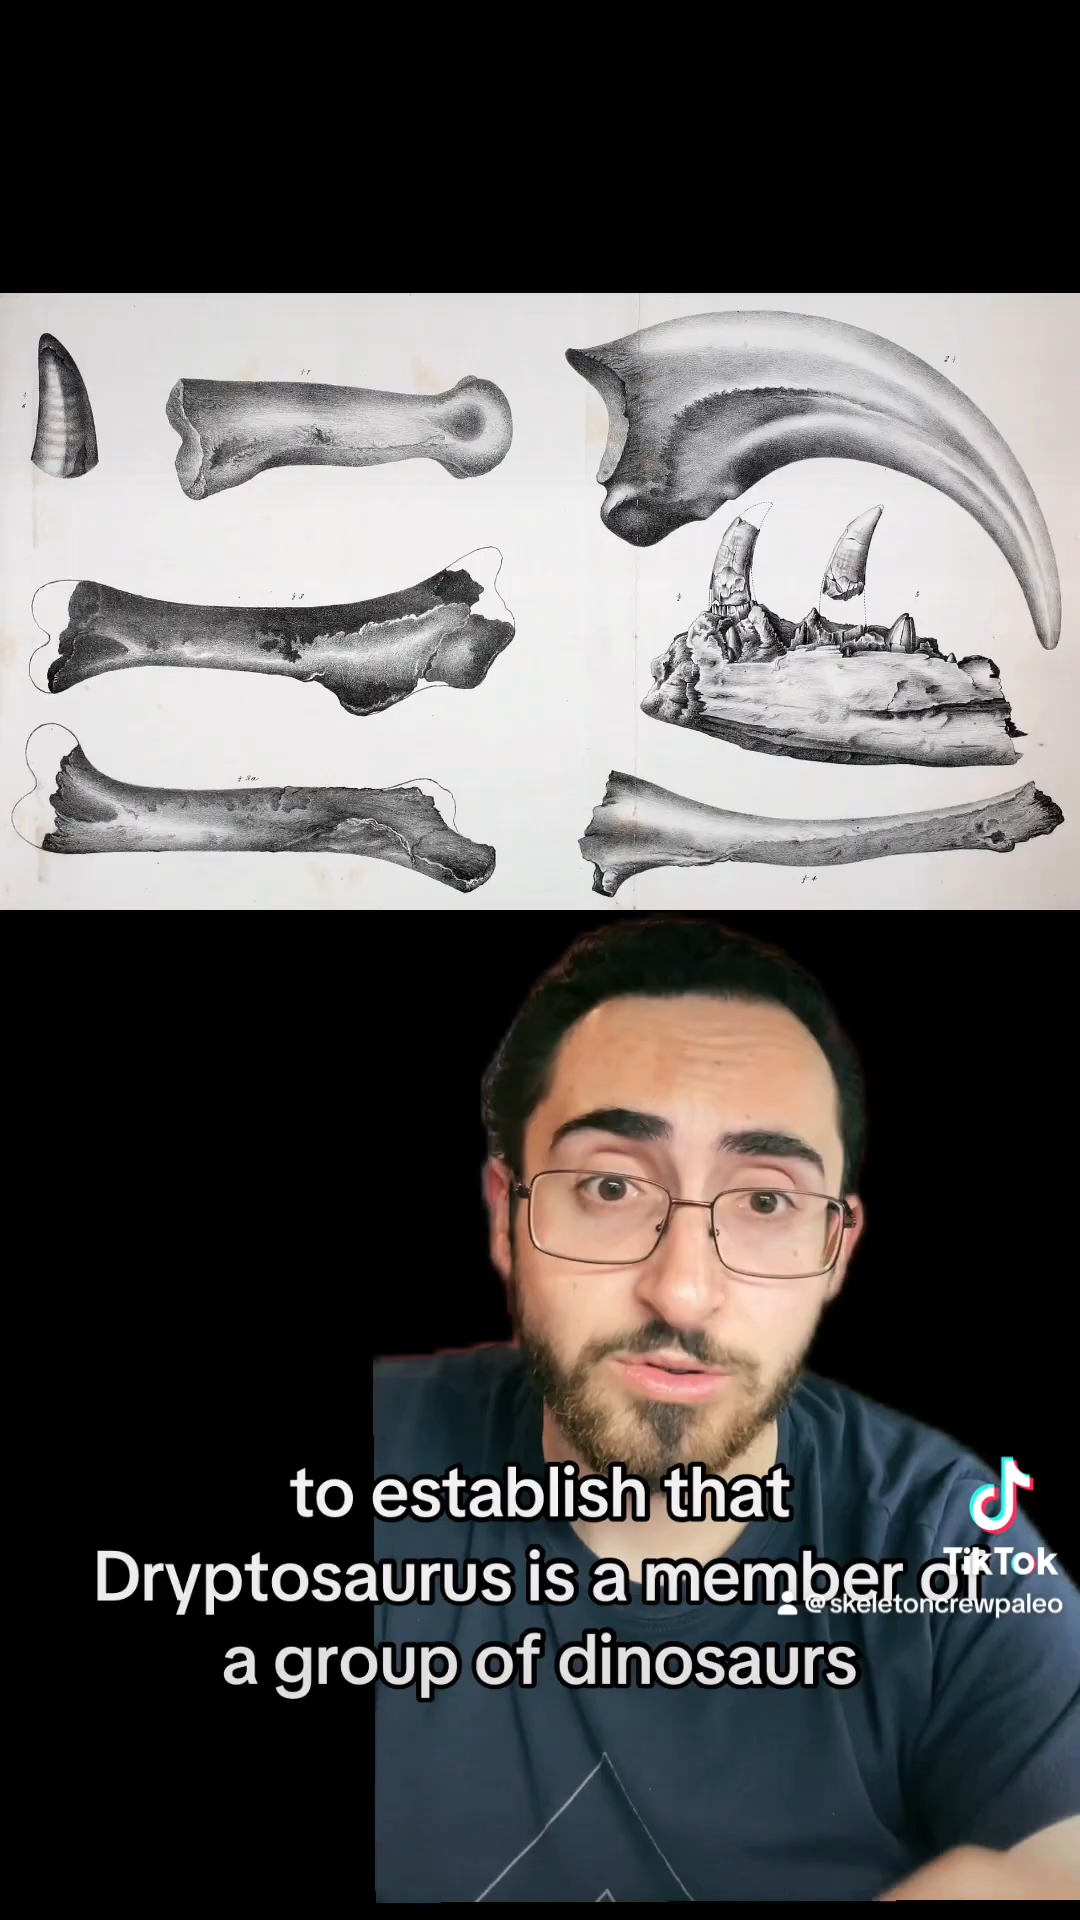 to establish that
Dryptosaurus is a member of
a group of dinosaurs
TikTok
@skeletoncrewpaleo